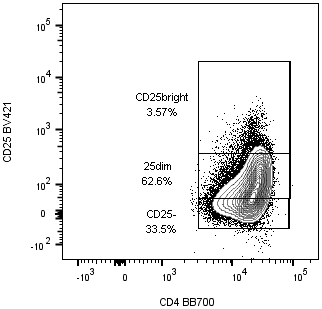 CD25 BV421
10^5
10^4
10^3
10^2
0
-10^2
CD25bright
3.57%
25dim
62.6%
CD25-
33.5%
-10^3
0
10^3
10^4
10^5
CD4 BB700